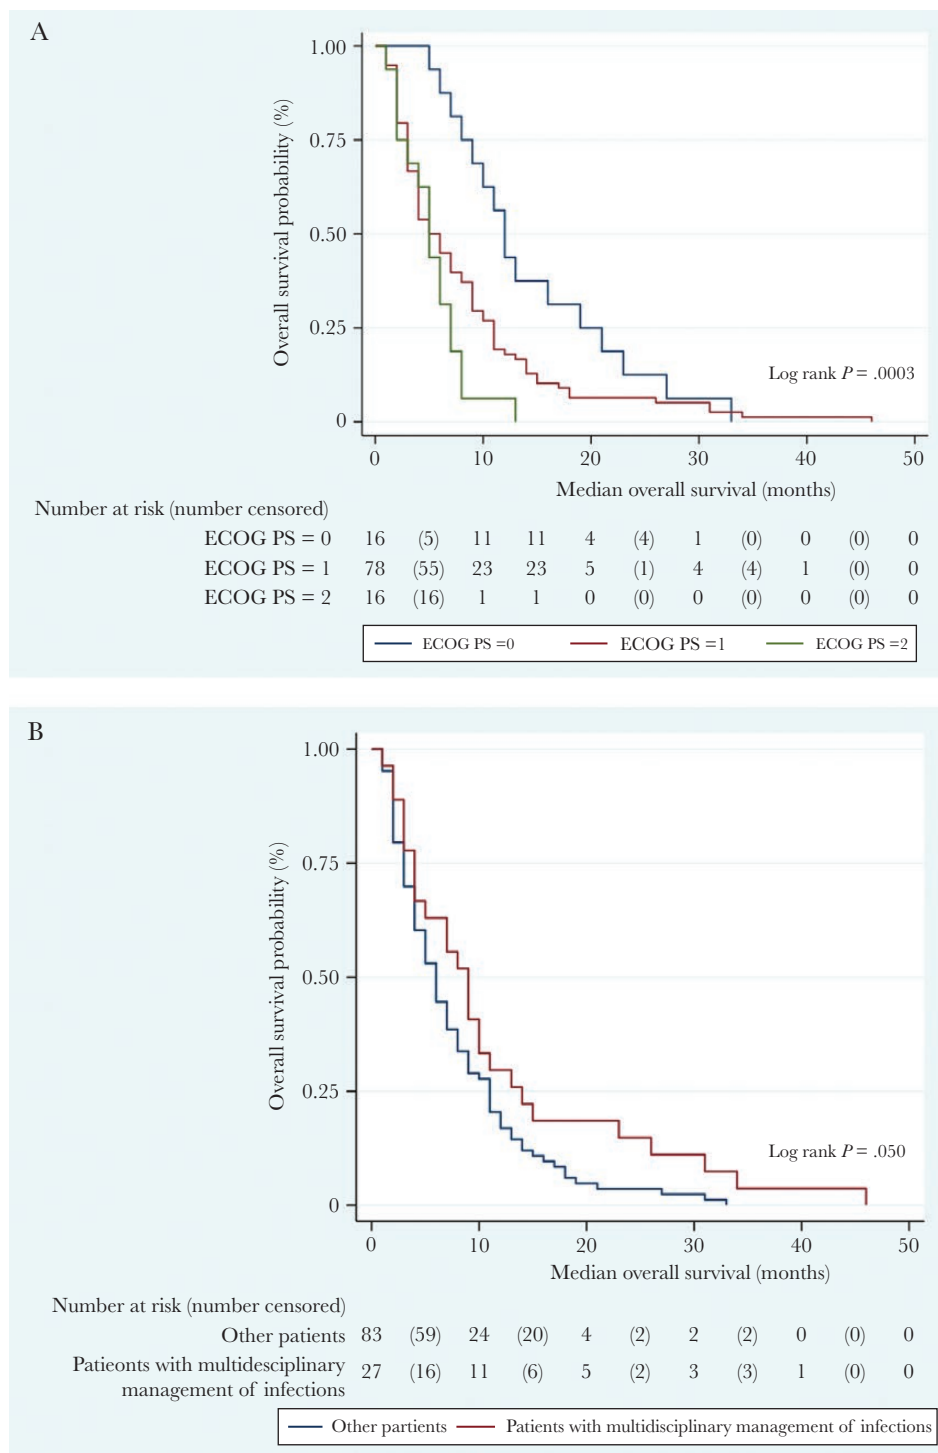 A
1.00
0.75
0.50
0.25
0
Overall survival probability (%)
Log rank P = .0003
0 10 20 30 40 50
Median overall survival (months)
Number at risk (number censored)
ECOG PS = 0 16 (5) 11 11 4 (4) 1 (0) 0 (0) 0
ECOG PS = 1 78 (55) 23 23 5 (1) 4 (4) 1 (0) 0
ECOG PS = 2 16 (16) 1 1 0 (0) 0 (0) 0 (0) 0
ECOG PS =0 ECOG PS =1 ECOG PS =2
B
1.00
0.75
0.50
0.25
0
Overall survival probability (%)
Log rank P = .050
0 10 20 30 40 50
Median overall survival (months)
Number at risk (number censored)
Other patients 83 (59) 24 (20) 4 (2) 2 (2) 0 (0) 0
Patieonts with multidesciplinary
management of infections 27 (16) 11 (6) 5 (2) 3 (3) 1 (0) 0
Other partients Patients with multidisciplinary management of infections